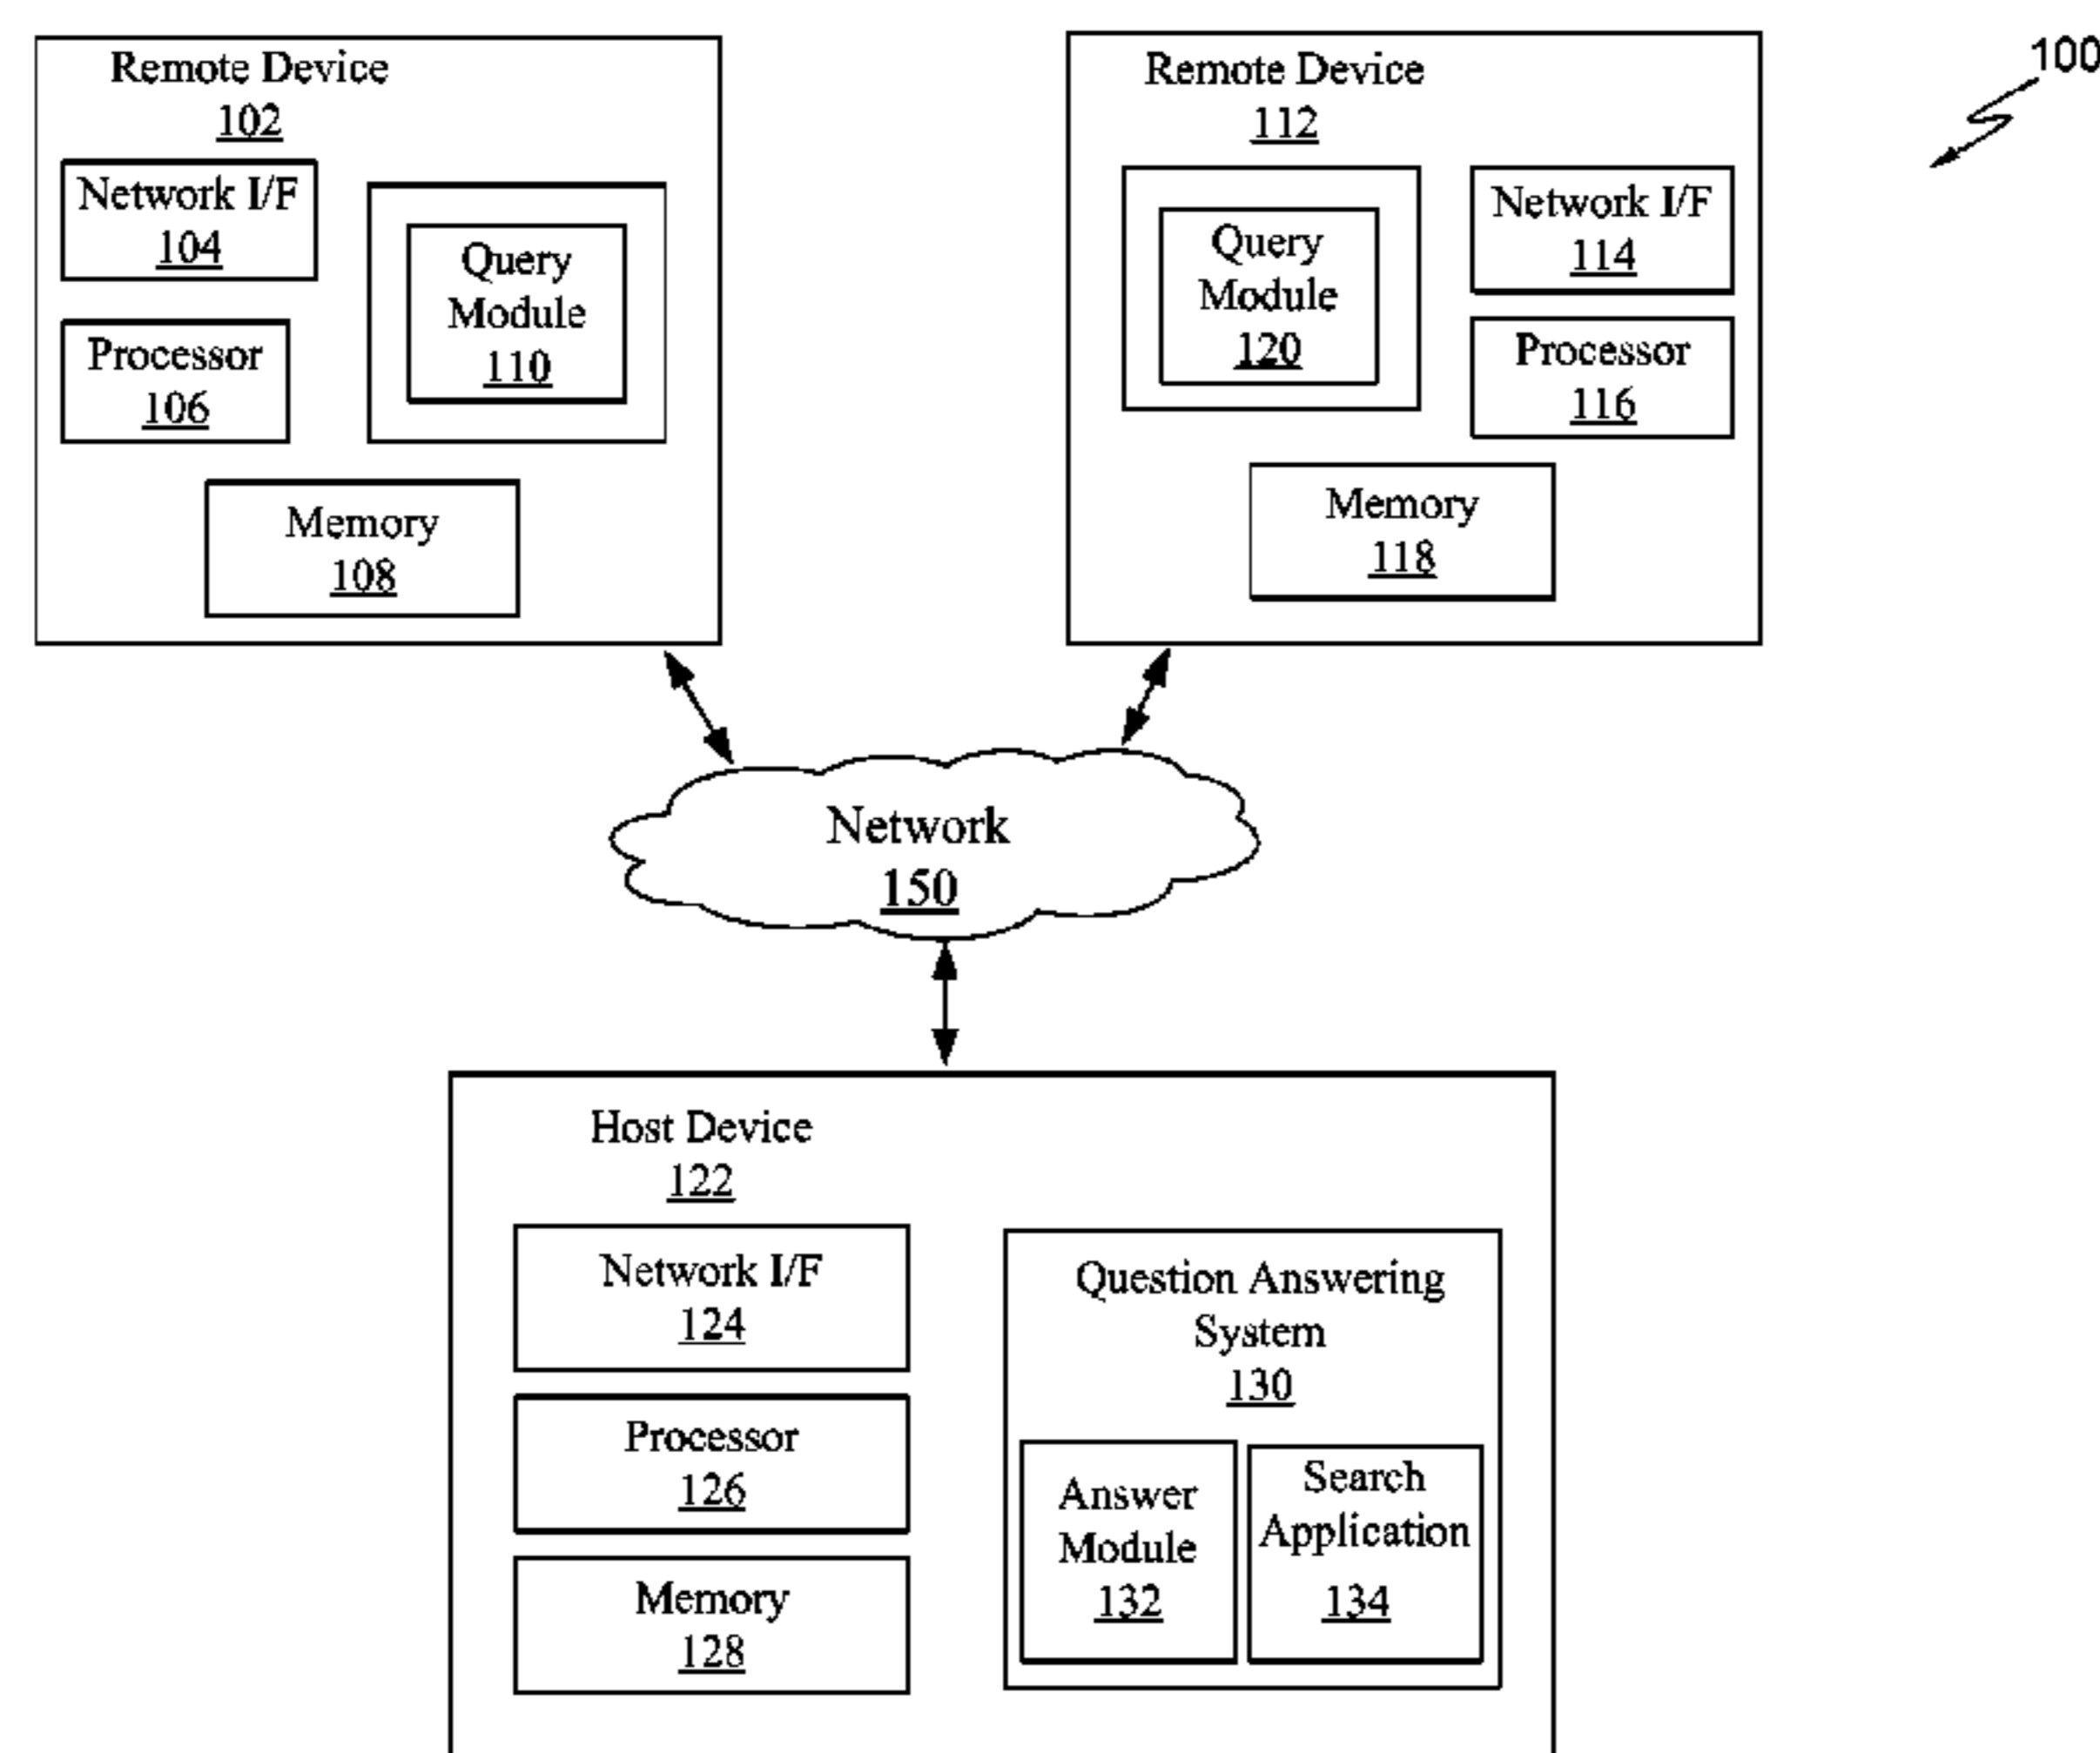 Remote Device
102
Network I/F
104
Query
Module
110
Processor
106
Memory
108
Remote Device
112
Query
Module
120
Network I/F
114
Processor
116
Memory
118
100
Network
150
Host Device
122
Network I/F
124
Processor
126
Memory
128
Question Answering
System
130
Answer
Module
132
Search
Application
134